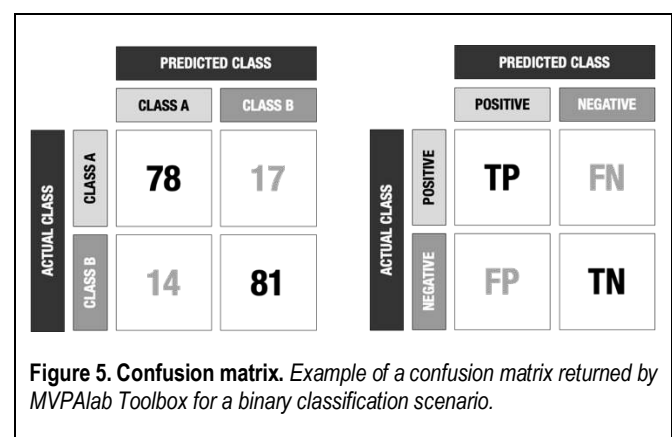 PREDICTED CLASS
CLASS A CLASS B
ACTUAL CLASS
CLASS A
78 17
CLASS B
14 81
PREDICTED CLASS
POSITIVE NEGATIVE
ACTUAL CLASS
POSITIVE
TP FN
NEGATIVE
FP TN
Figure 5. Confusion matrix. Example of a confusion matrix returned by
MVPAlab Toolbox for a binary classification scenario.